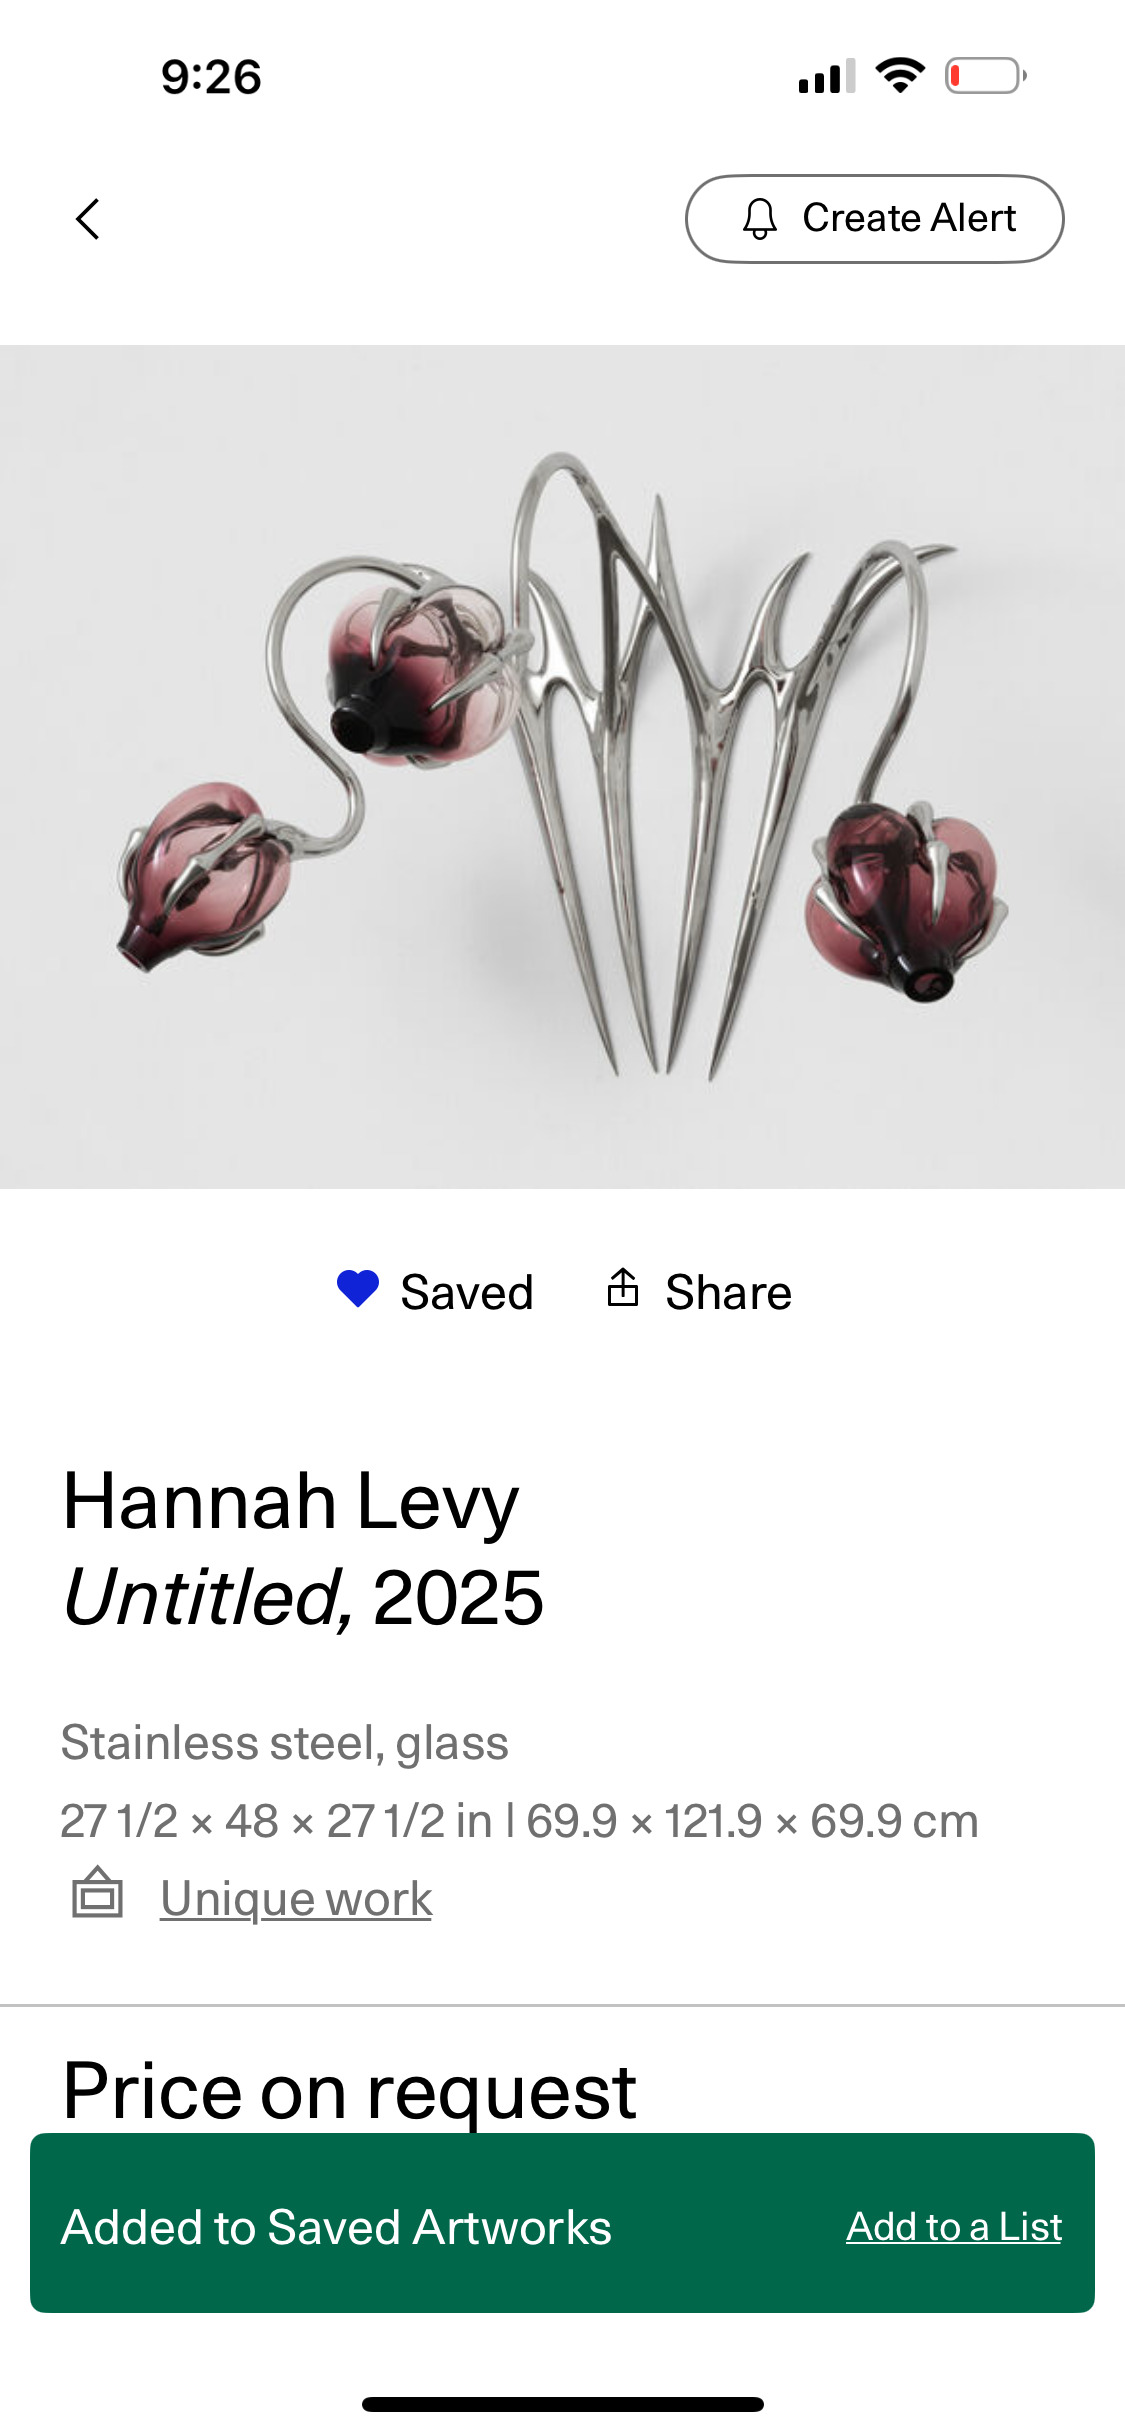 9:26
Create Alert
Saved
Share
Hannah Levy
Untitled, 2025
Stainless steel, glass
27 1/2 × 48 × 27 1/2 in | 69.9 × 121.9 × 69.9 cm
Unique work
Price on request
Added to Saved Artworks
Add to a List